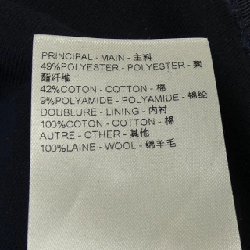 PRINCIPAL - MAIN - 主料
49%POLYESTER - POLYESTER - 聚
酯纤维
42%COTON - COTTON - 棉
9%POLYAMIDE - POLYAMIDE - 锦纶
DOUBLURE - LINING - 内衬
100%COTON - COTTON - 棉
AUTRE - OTHER - 其他
100%LAINE - WOOL - 绵羊毛